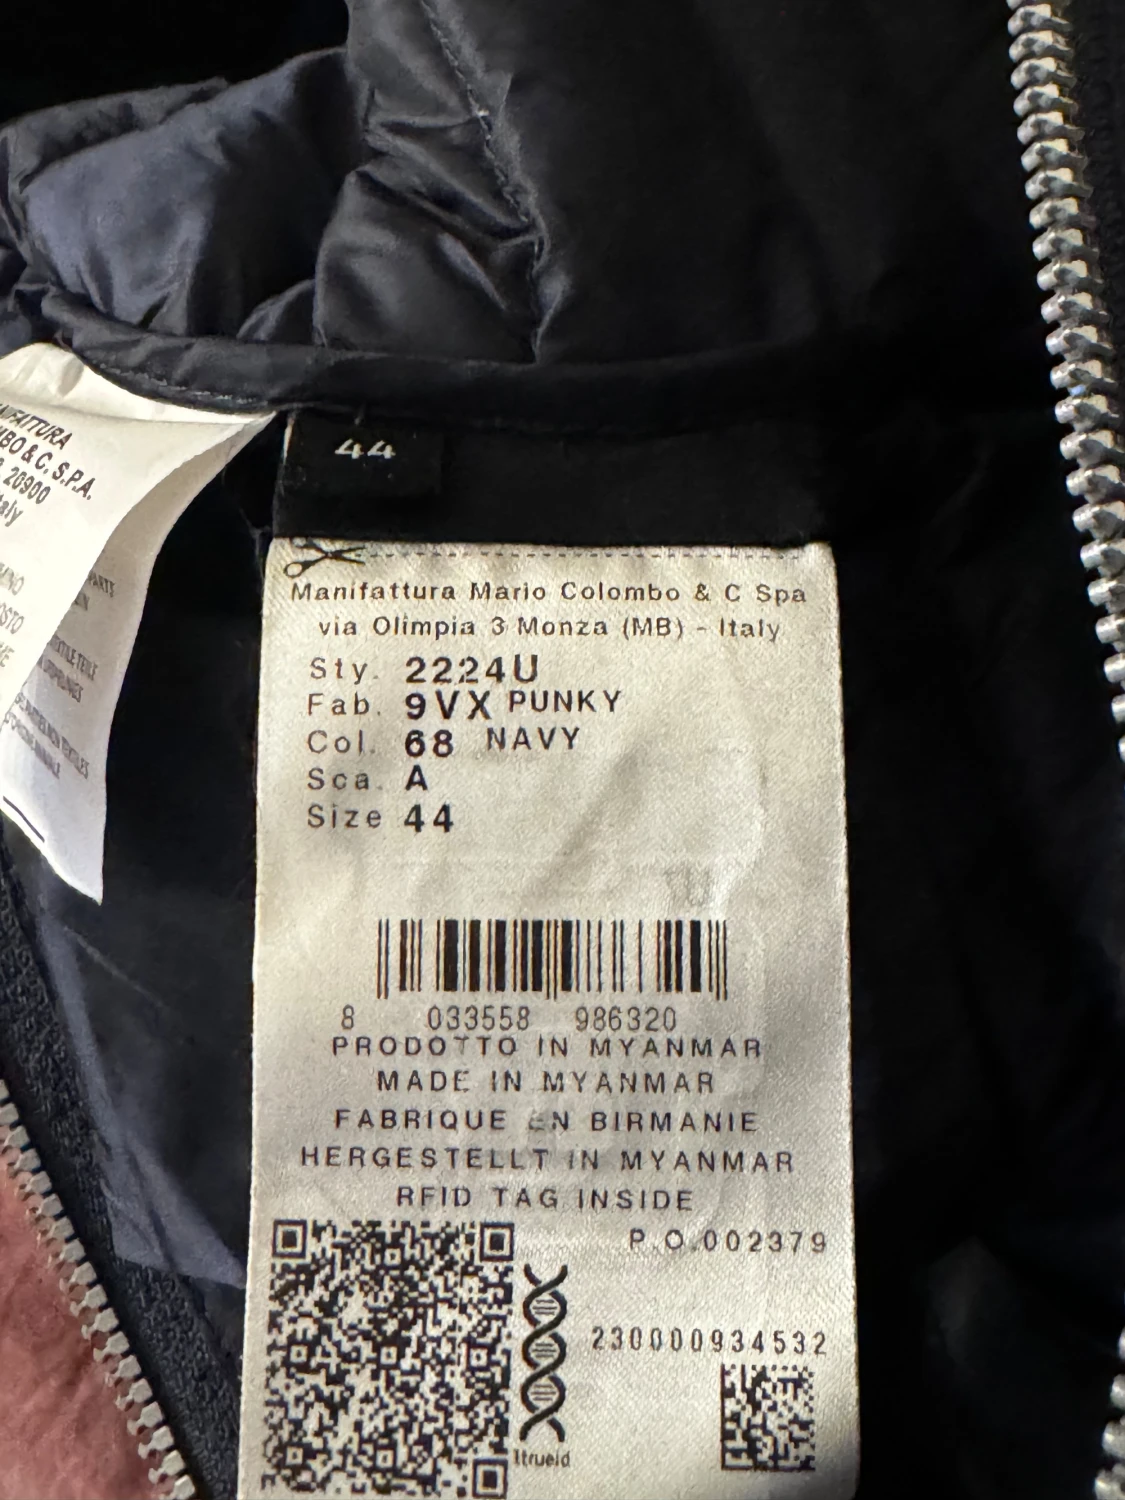 44
Manifattura Mario Colombo & C Spa
via Olimpia 3 Monza (MB) - Italy
Sty. 2224U
Fab. 9VX PUNKY
Col. 68 NAVY
Sca. A
Size 44
8 033558 986320
PRODOTTO IN MYANMAR
MADE IN MYANMAR
FABRIQUE EN BIRMANIE
HERGESTELLT IN MYANMAR
RFID TAG INSIDE
P.O.002379
230000934532
1trueid
C. S.P.A.
20900